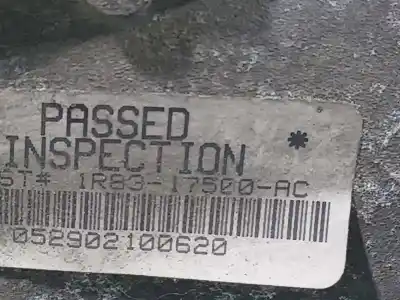 PASSED
INSPECTION *
ST# 1R83-17500-AC
052902100620